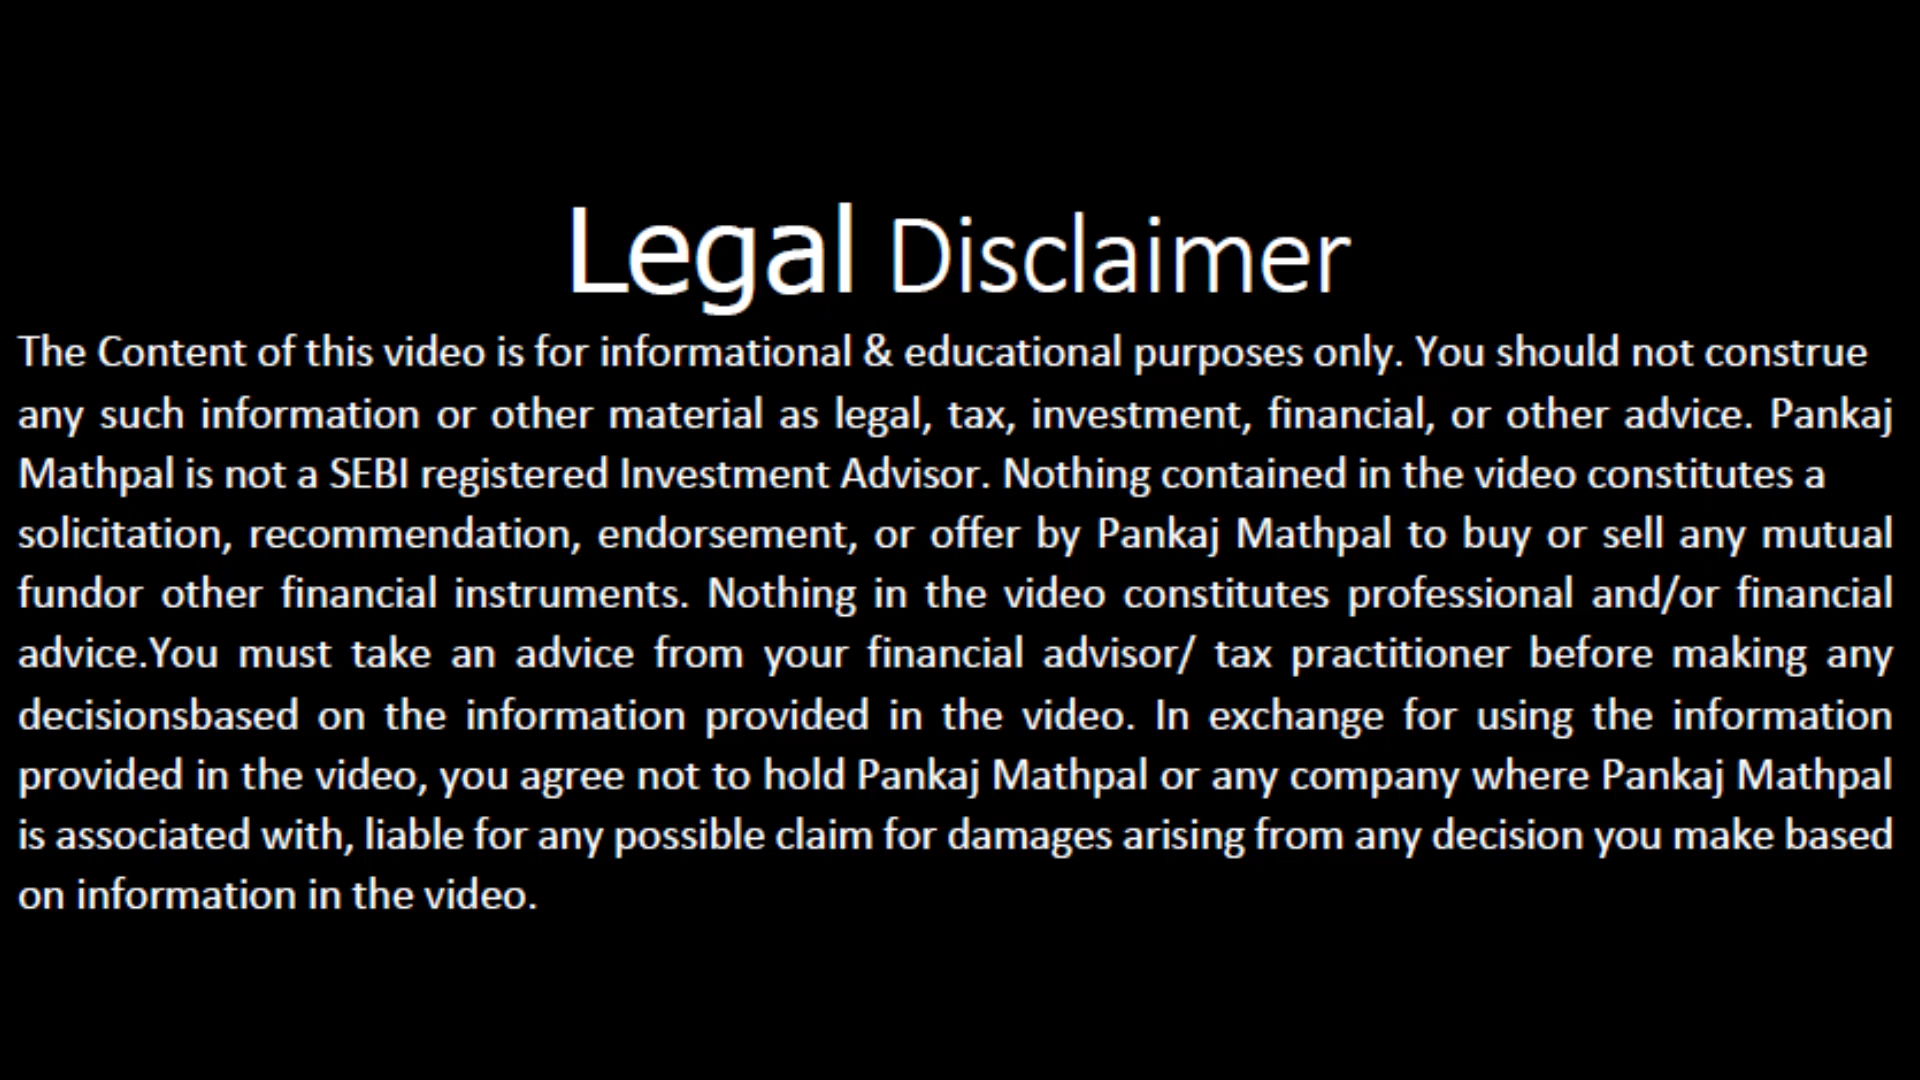 Legal Disclaimer
The Content of this video is for informational & educational purposes only. You should not construe
any such information or other material as legal, tax, investment, financial, or other advice. Pankaj
Mathpal is not a SEBI registered Investment Advisor. Nothing contained in the video constitutes a
solicitation, recommendation, endorsement, or offer by Pankaj Mathpal to buy or sell any mutual
fundor other financial instruments. Nothing in the video constitutes professional and/or financial
advice.You must take an advice from your financial advisor/ tax practitioner before making any
decisionsbased on the information provided in the video. In exchange for using the information
provided in the video, you agree not to hold Pankaj Mathpal or any company where Pankaj Mathpal
is associated with, liable for any possible claim for damages arising from any decision you make based
on information in the video.